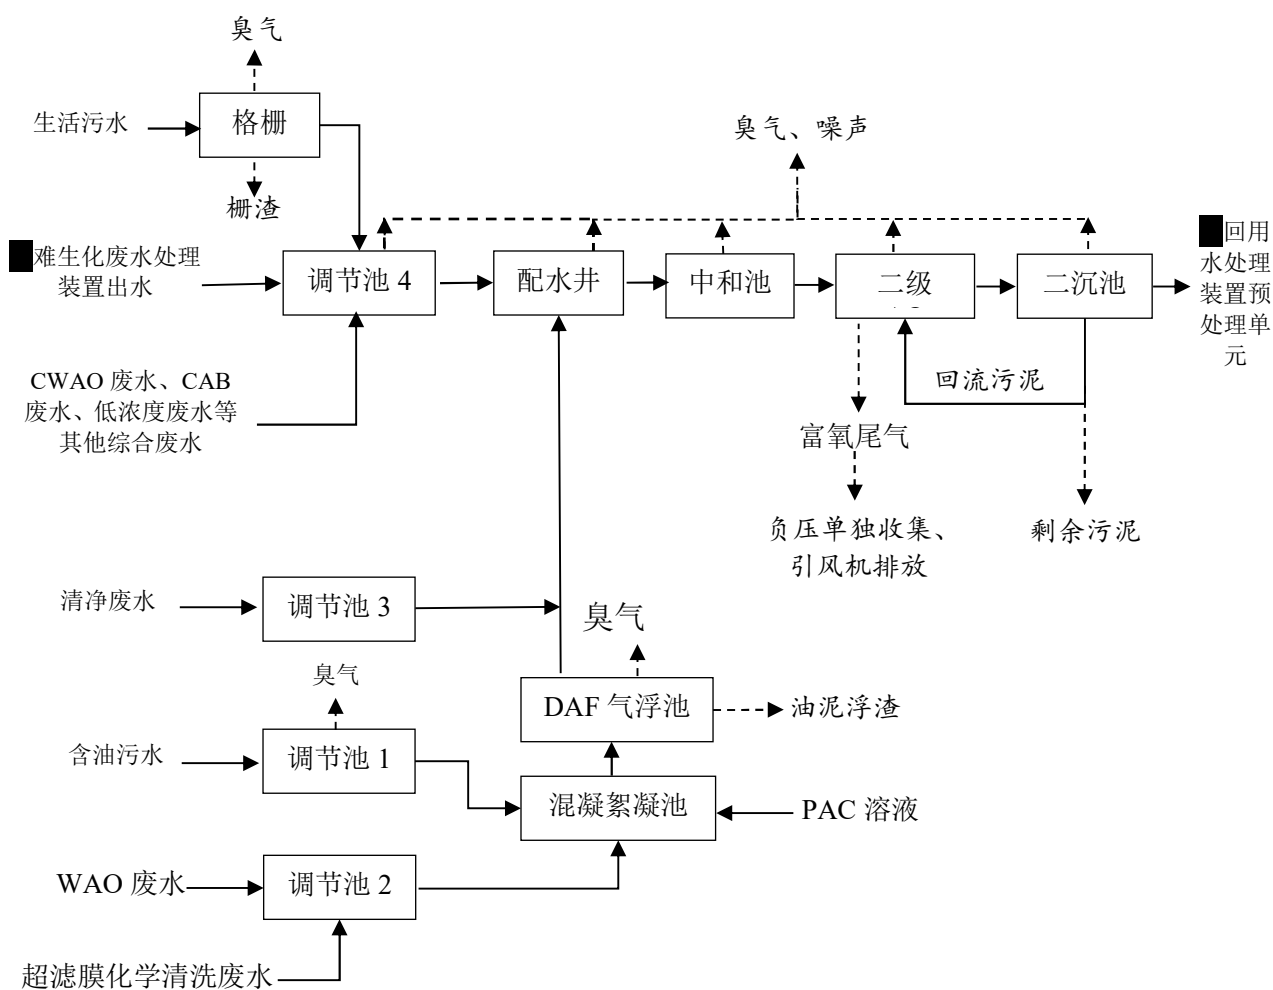 臭气
生活污水
格栅
栅渣
臭气、噪声
难生化废水处理
装置出水
调节池 4
配水井
中和池
二级
二沉池
回用
水处理
装置预
处理单
元
CWAO 废水、CAB
废水、低浓度废水等
其他综合废水
回流污泥
富氧尾气
负压单独收集、
引风机排放
剩余污泥
清净废水
调节池 3
臭气
臭气
DAF 气浮池
油泥浮渣
含油污水
调节池 1
混凝絮凝池
PAC 溶液
WAO 废水
调节池 2
超滤膜化学清洗废水